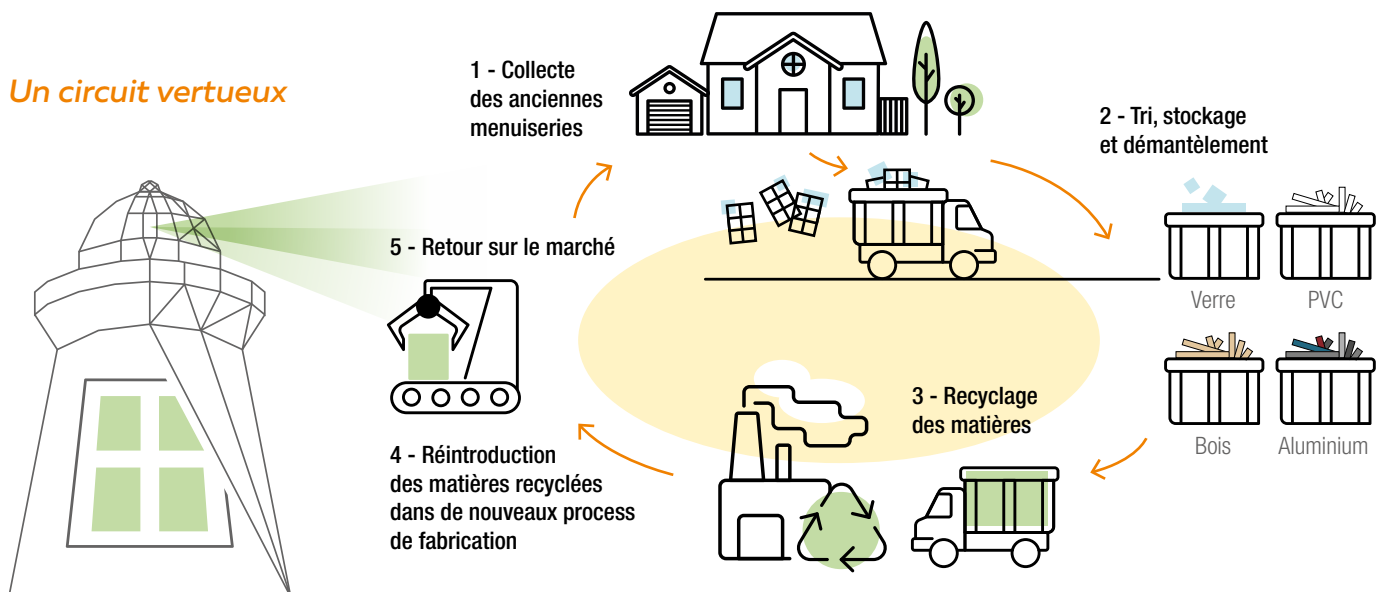 Un circuit vertueux
1 - Collecte
des anciennes
menuiseries
2 - Tri, stockage
et démantèlement
Verre
PVC
Bois
Aluminium
3 - Recyclage
des matières
4 - Réintroduction
des matières recyclées
dans de nouveaux process
de fabrication
5 - Retour sur le marché